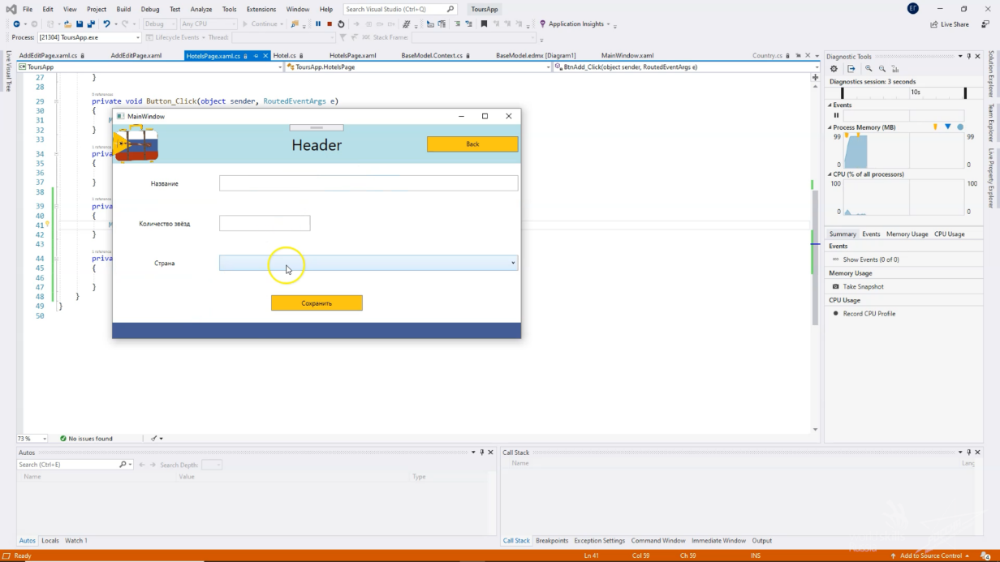 File Edit View Project Build Debug Test Analyze Tools Extensions Window Help Search Visual Studio (Ctrl+Q) ToursApp ЕГ
Debug Any CPU Continue Application Insights Live Share
Process: [21304] ToursApp.exe Lifecycle Events Thread: Stack Frame:
AddEditPage.xaml.cs AddEditPage.xaml HotelsPage.xaml.cs Hotel.cs HotelsPage.xaml BaseModel.Context.cs BaseModel.edmx [Diagram1] MainWindow.xaml Country.cs
ToursApp ToursApp.HotelsPage BtnAdd_Click(object sender, RoutedEventArgs e)
Live Visual Tree
27 }
28
29 private void Button_Click(object sender, RoutedEventArgs e)
30 {
31 M
32 }
33
34 priva
35
36
37 }
38
39 priva
40 {
41 M
42 }
43
44 priva
45 {
46
47 }
48 }
49 }
50
MainWindow
Header
Back
Название
Количество звёзд
Страна
Сохранить
73 % No issues found
Diagnostic Tools
Diagnostics session: 3 seconds
10s
Events
Process Memory (MB)
99 99
0 0
CPU (% of all processors)
100 100
0 0
Summary Events Memory Usage CPU Usage
Events
Show Events (0 of 0)
Memory Usage
Take Snapshot
CPU Usage
Record CPU Profile
Solution Explorer
Team Explorer
Live Property Explorer
Autos
Search (Ctrl+E) Search Depth:
Name Value Type
Autos Locals Watch 1
Call Stack
Name Lang
Call Stack Breakpoints Exception Settings Command Window Immediate Window Output
Ready Ln 41 Col 59 Ch 59 INS Add to Source Control